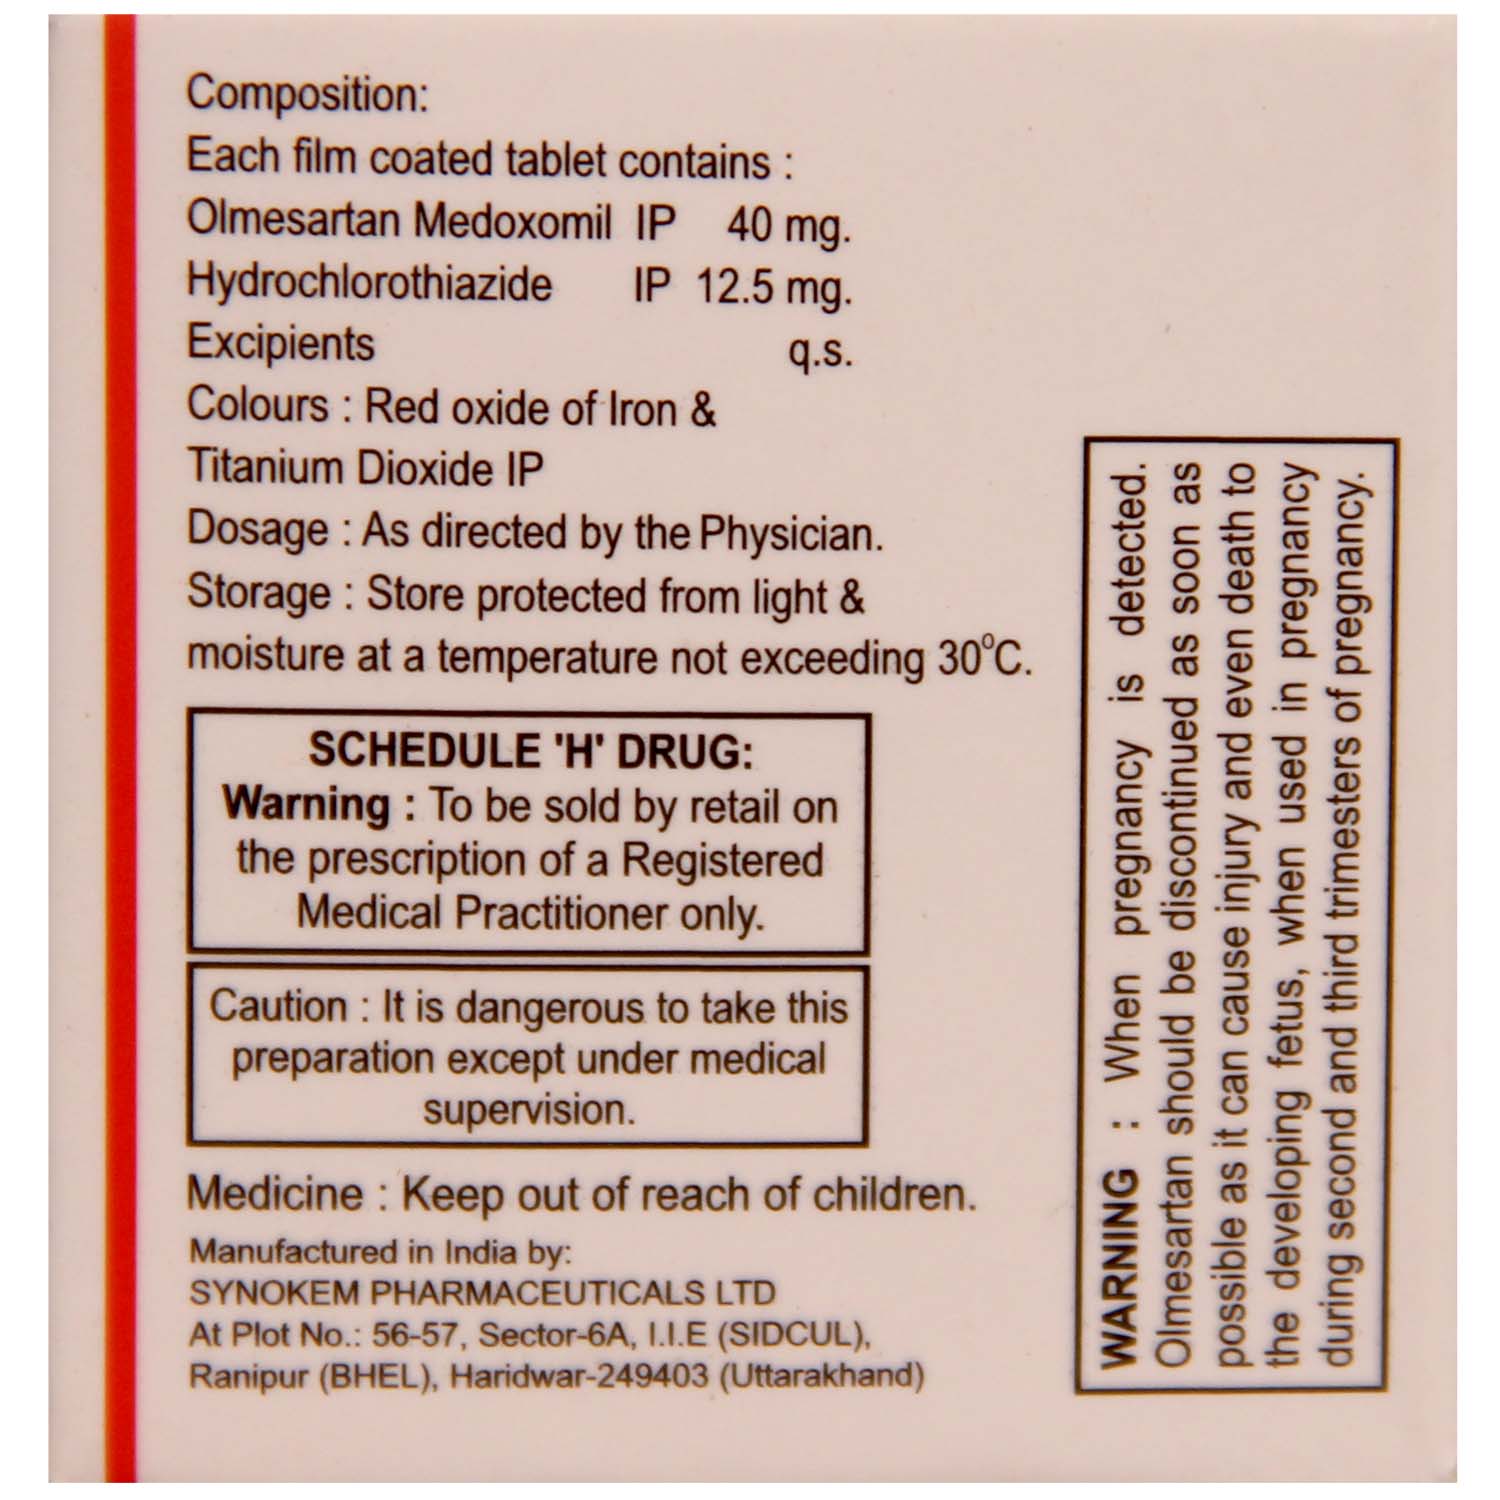 Composition:
Each film coated tablet contains :
Olmesartan Medoxomil IP 40 mg.
Hydrochlorothiazide IP 12.5 mg.
Excipients q.s.
Colours : Red oxide of Iron &
Titanium Dioxide IP
Dosage : As directed by the Physician.
Storage : Store protected from light &
moisture at a temperature not exceeding 30°C.
SCHEDULE 'H' DRUG:
Warning : To be sold by retail on
the prescription of a Registered
Medical Practitioner only.
Caution : It is dangerous to take this
preparation except under medical
supervision.
Medicine : Keep out of reach of children.
Manufactured in India by:
SYNOKEM PHARMACEUTICALS LTD
At Plot No.: 56-57, Sector-6A, I.I.E (SIDCUL),
Ranipur (BHEL), Haridwar-249403 (Uttarakhand)
WARNING : When pregnancy is detected.
Olmesartan should be discontinued as soon as
possible as it can cause injury and even death to
the developing fetus, when used in pregnancy
during second and third trimesters of pregnancy.